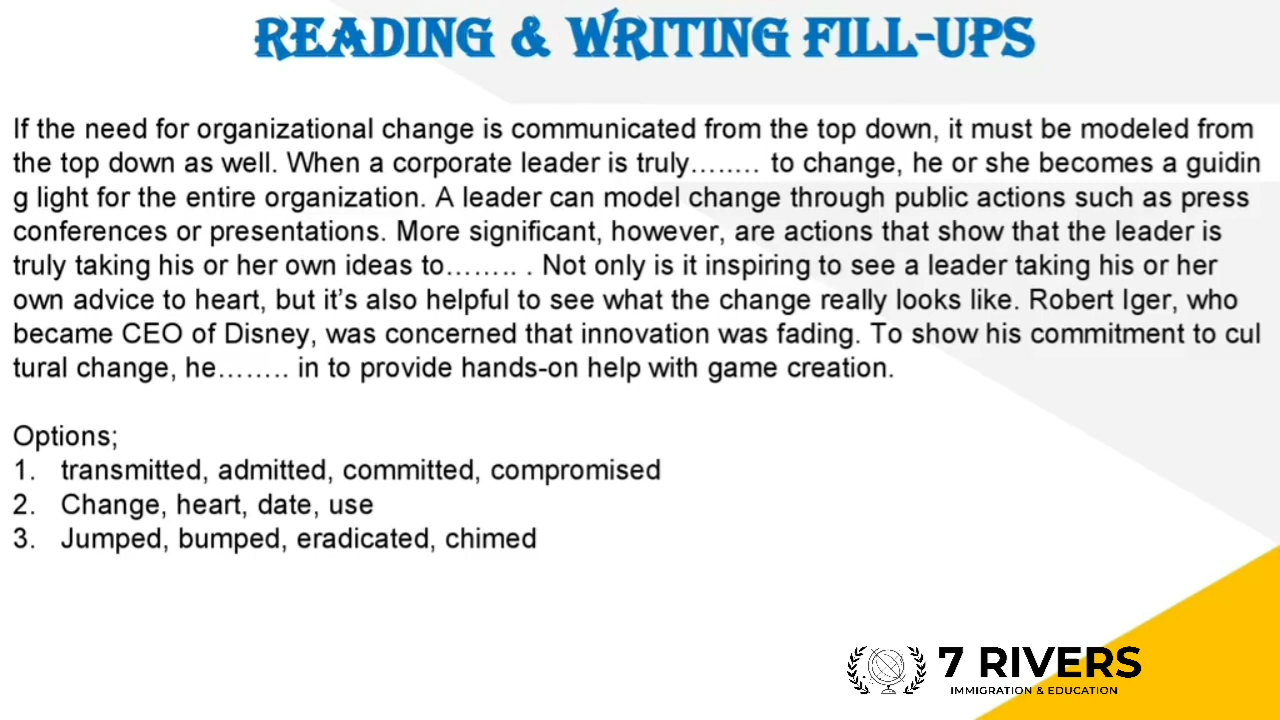 READING & WRITING FILL-UPS
If the need for organizational change is communicated from the top down, it must be modeled from
the top down as well. When a corporate leader is truly........ to change, he or she becomes a guidin
g light for the entire organization. A leader can model change through public actions such as press
conferences or presentations. More significant, however, are actions that show that the leader is
truly taking his or her own ideas to........ . Not only is it inspiring to see a leader taking his or her
own advice to heart, but it's also helpful to see what the change really looks like. Robert Iger, who
became CEO of Disney, was concerned that innovation was fading. To show his commitment to cul
tural change, he........ in to provide hands-on help with game creation.
Options;
1. transmitted, admitted, committed, compromised
2. Change, heart, date, use
3. Jumped, bumped, eradicated, chimed
7 RIVERS
IMMIGRATION & EDUCATION